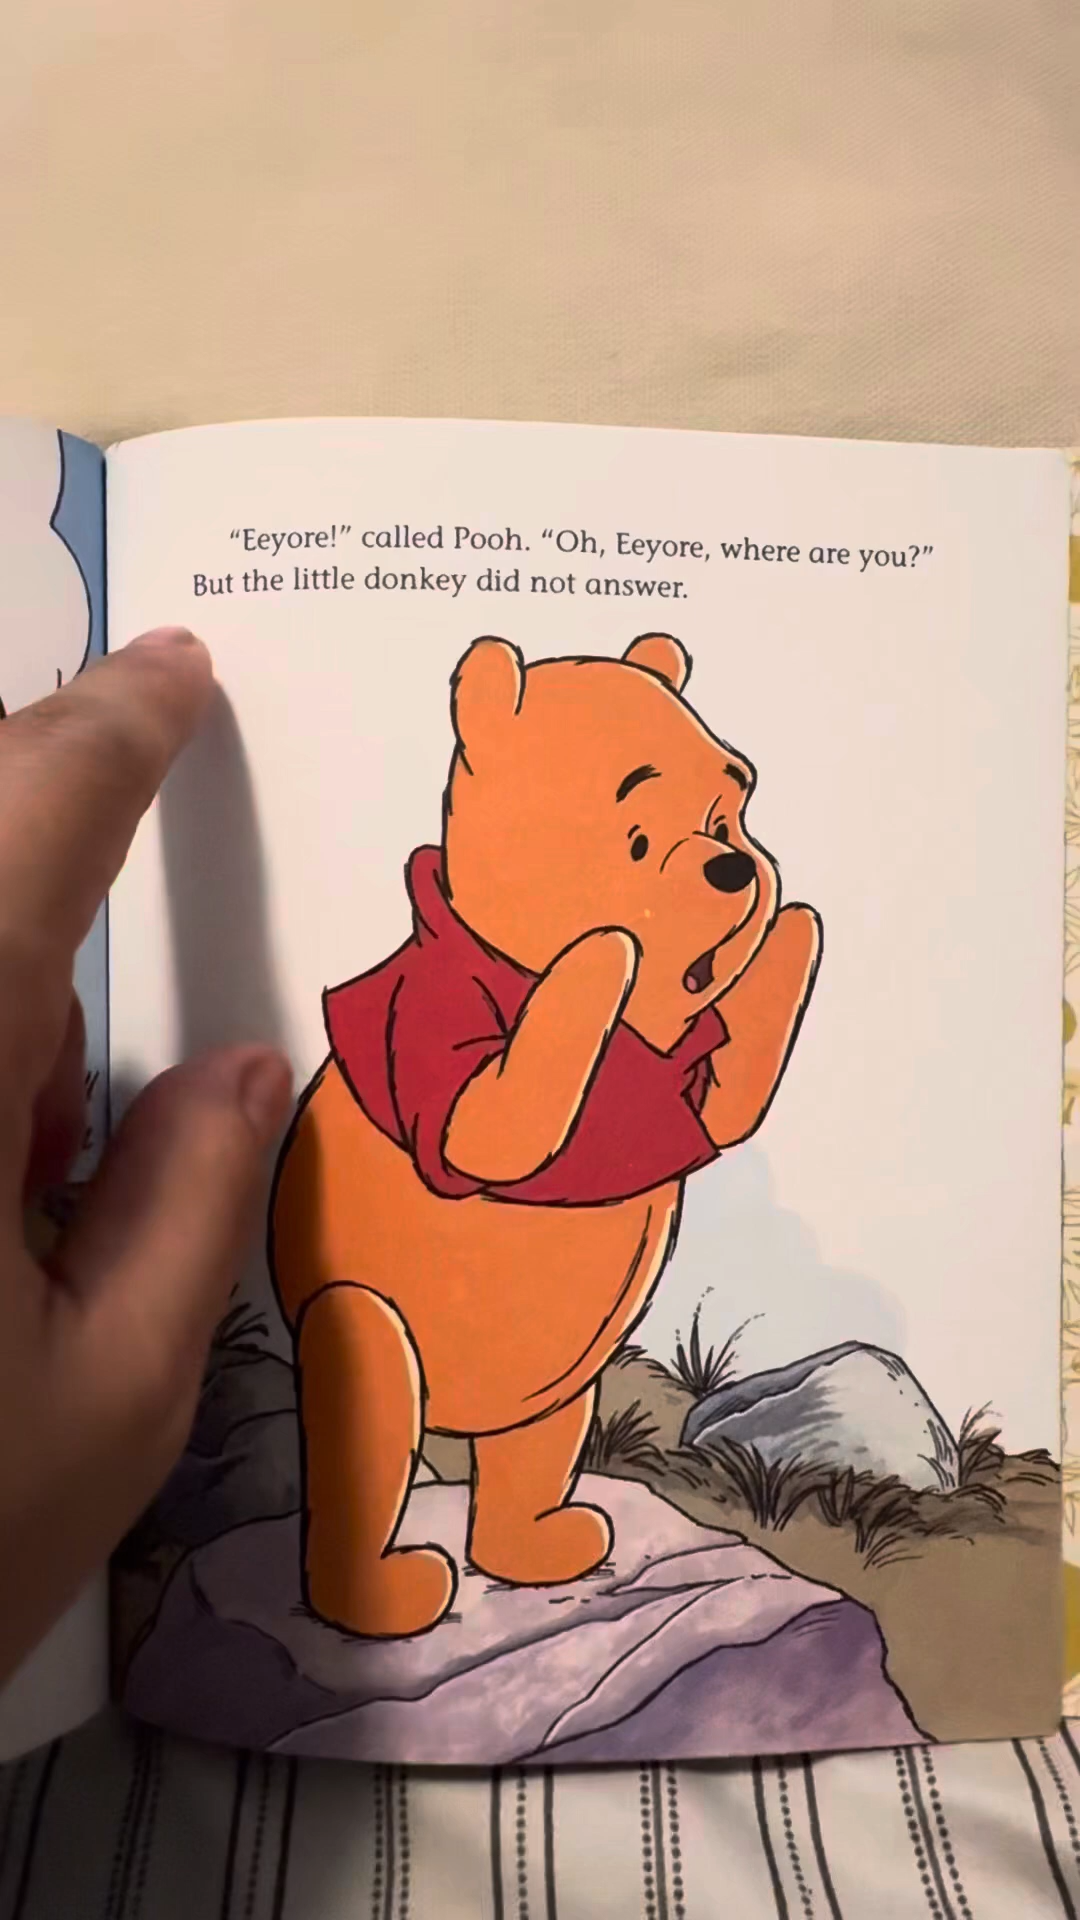 “Eeyore!” called Pooh. “Oh, Eeyore, where are you?”
But the little donkey did not answer.